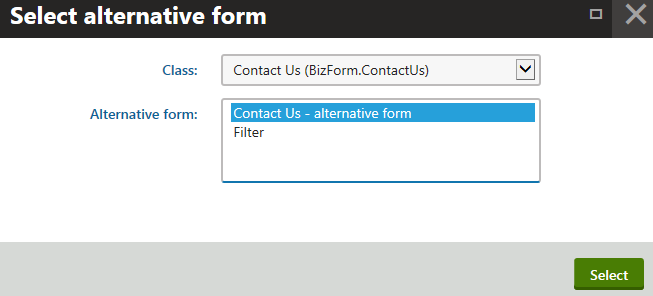 Select alternative form
Class: Contact Us (BizForm.ContactUs)
Alternative form: Contact Us - alternative form
Filter
Select